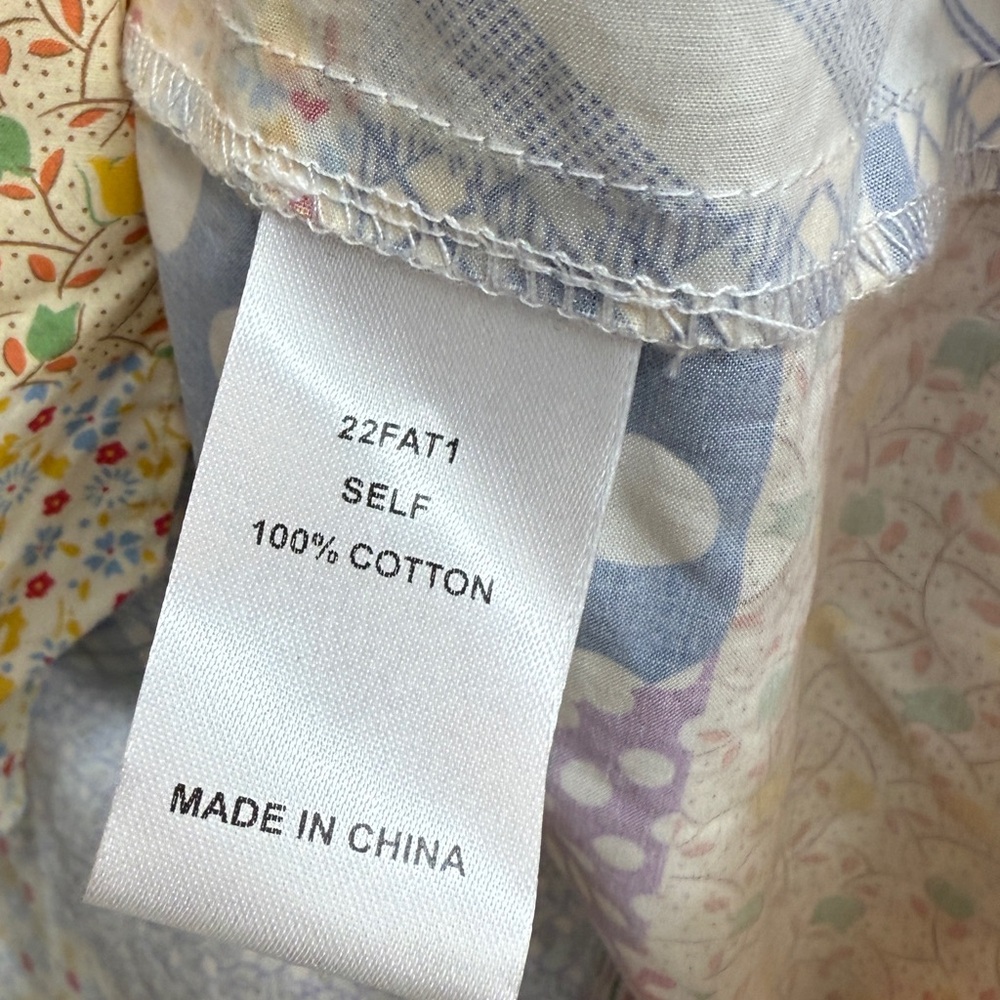 22FAT1
SELF
100% COTTON
MADE IN CHINA